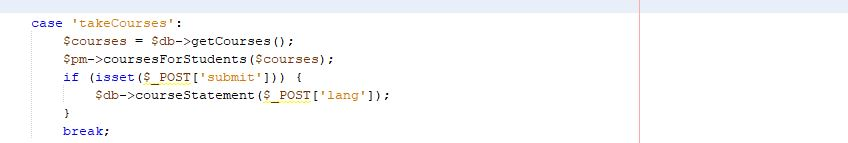 case 'takeCourses':
$courses = $db->getCourses();
$pm->coursesForStudents($courses);
if (isset($_POST['submit'])) {
$db->courseStatement($_POST['lang']);
}
break;